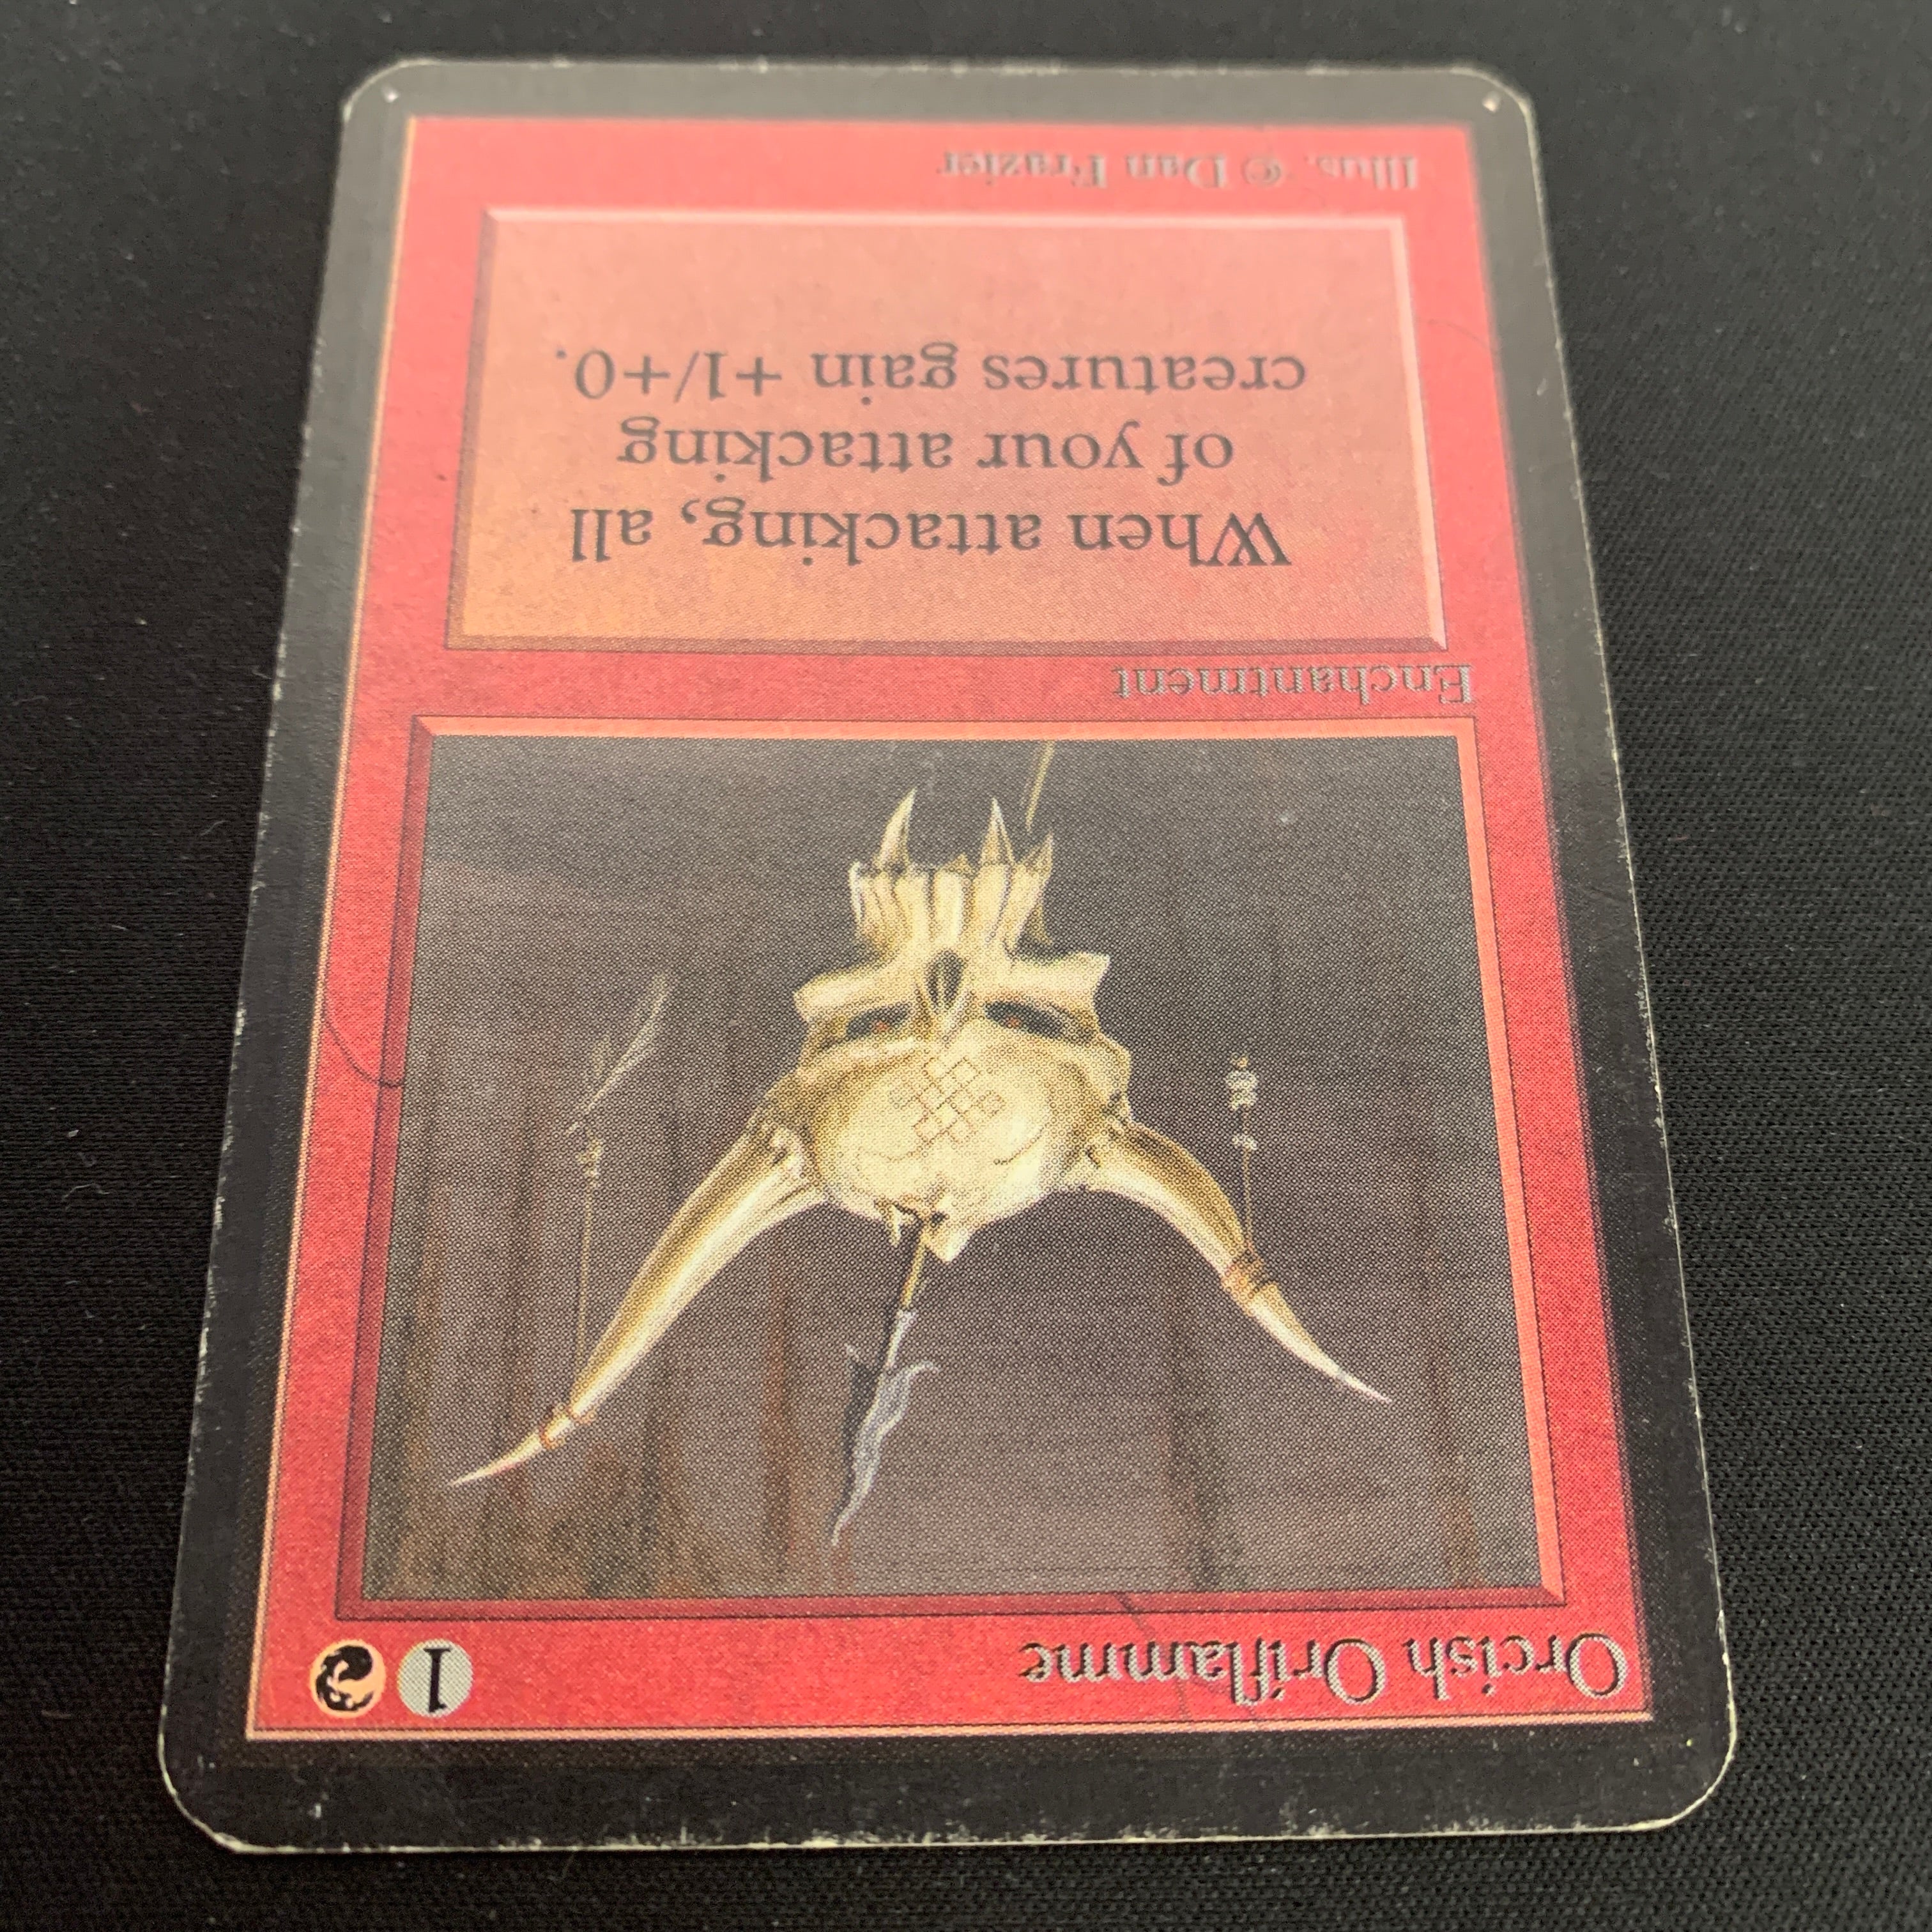 Orcish Oriflamme 1
Enchantment
When attacking, all
of your attacking
creatures gain +1/+0.
Illus. © Dan Frazier